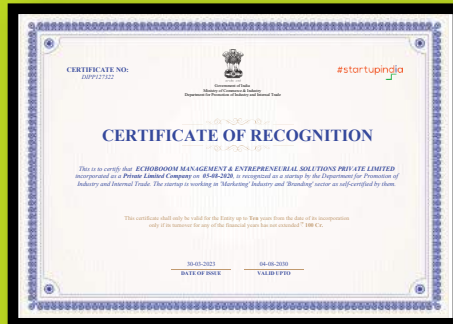 CERTIFICATE NO:
DIPP127322
#startupindia
Government of India
Ministry of Commerce & Industry
Department for Promotion of Industry and Internal Trade
CERTIFICATE OF RECOGNITION
This is to certify that ECHOBOOOM MANAGEMENT & ENTREPRENEURIAL SOLUTIONS PRIVATE LIMITED
incorporated as a Private Limited Company on 05-08-2020, is recognized as a startup by the Department for Promotion of
Industry and Internal Trade. The startup is working in 'Marketing' Industry and 'Branding' sector as self-certified by them.
This certificate shall only be valid for the Entity up to Ten years from the date of its incorporation
only if its turnover for any of the financial years has not exceeded ₹ 100 Cr.
30-03-2023
DATE OF ISSUE
04-08-2030
VALID UPTO